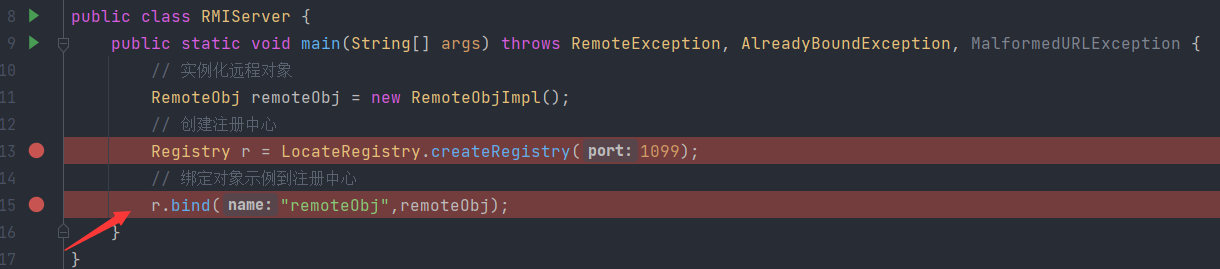 8 public class RMIServer {
9 public static void main(String[] args) throws RemoteException, AlreadyBoundException, MalformedURLException {
10 // 实例化远程对象
11 RemoteObj remoteObj = new RemoteObjImpl();
12 // 创建注册中心
13 Registry r = LocateRegistry.createRegistry( port: 1099);
14 // 绑定对象示例到注册中心
15 r.bind( name: "remoteObj",remoteObj);
16 }
17 }